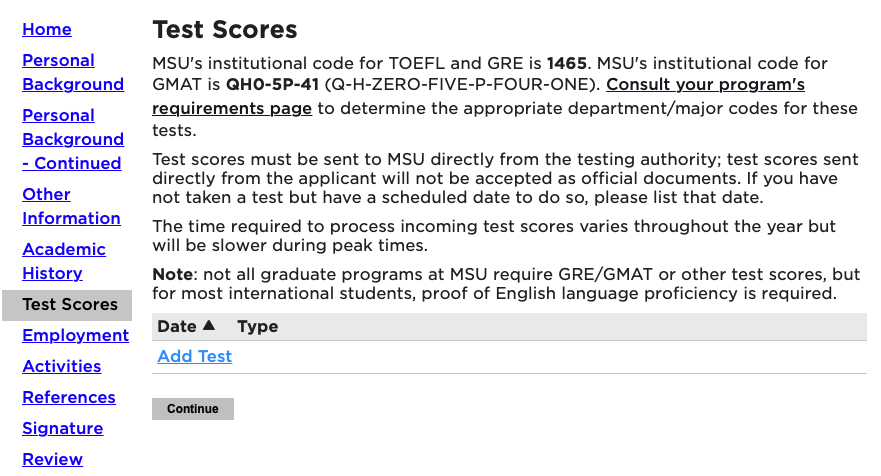 Home
Personal
Background
Personal
Background
- Continued
Other
Information
Academic
History
Test Scores
Employment
Activities
References
Signature
Review
Test Scores
MSU's institutional code for TOEFL and GRE is 1465. MSU's institutional code for
GMAT is QH0-5P-41 (Q-H-ZERO-FIVE-P-FOUR-ONE). Consult your program's
requirements page to determine the appropriate department/major codes for these
tests.
Test scores must be sent to MSU directly from the testing authority; test scores sent
directly from the applicant will not be accepted as official documents. If you have
not taken a test but have a scheduled date to do so, please list that date.
The time required to process incoming test scores varies throughout the year but
will be slower during peak times.
Note: not all graduate programs at MSU require GRE/GMAT or other test scores, but
for most international students, proof of English language proficiency is required.
Date ▲ Type
Add Test
Continue